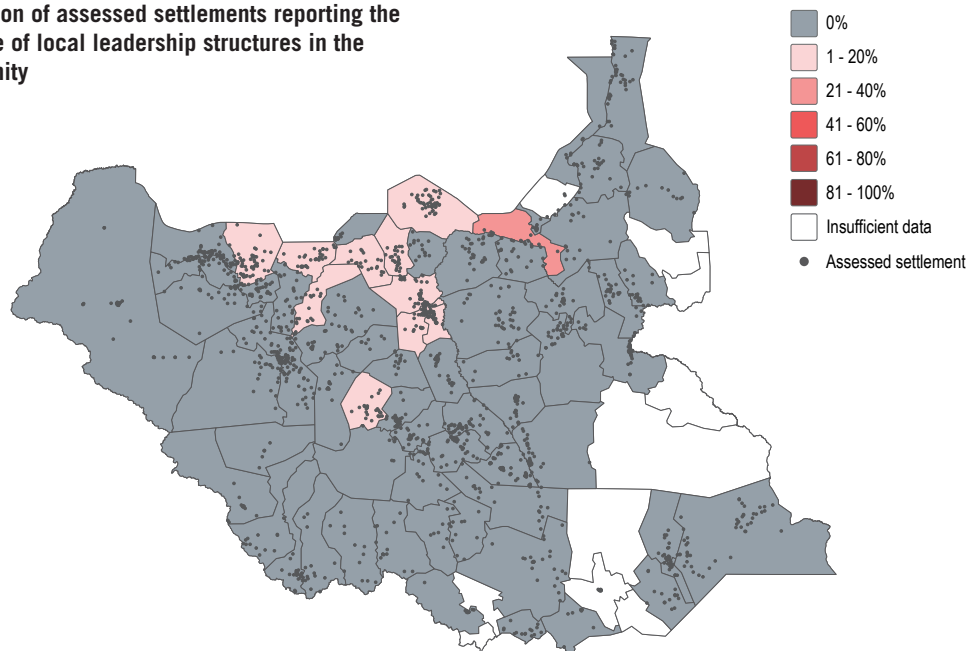 ion of assessed settlements reporting the
e of local leadership structures in the
nity
0%
1 - 20%
21 - 40%
41 - 60%
61 - 80%
81 - 100%
Insufficient data
Assessed settlement